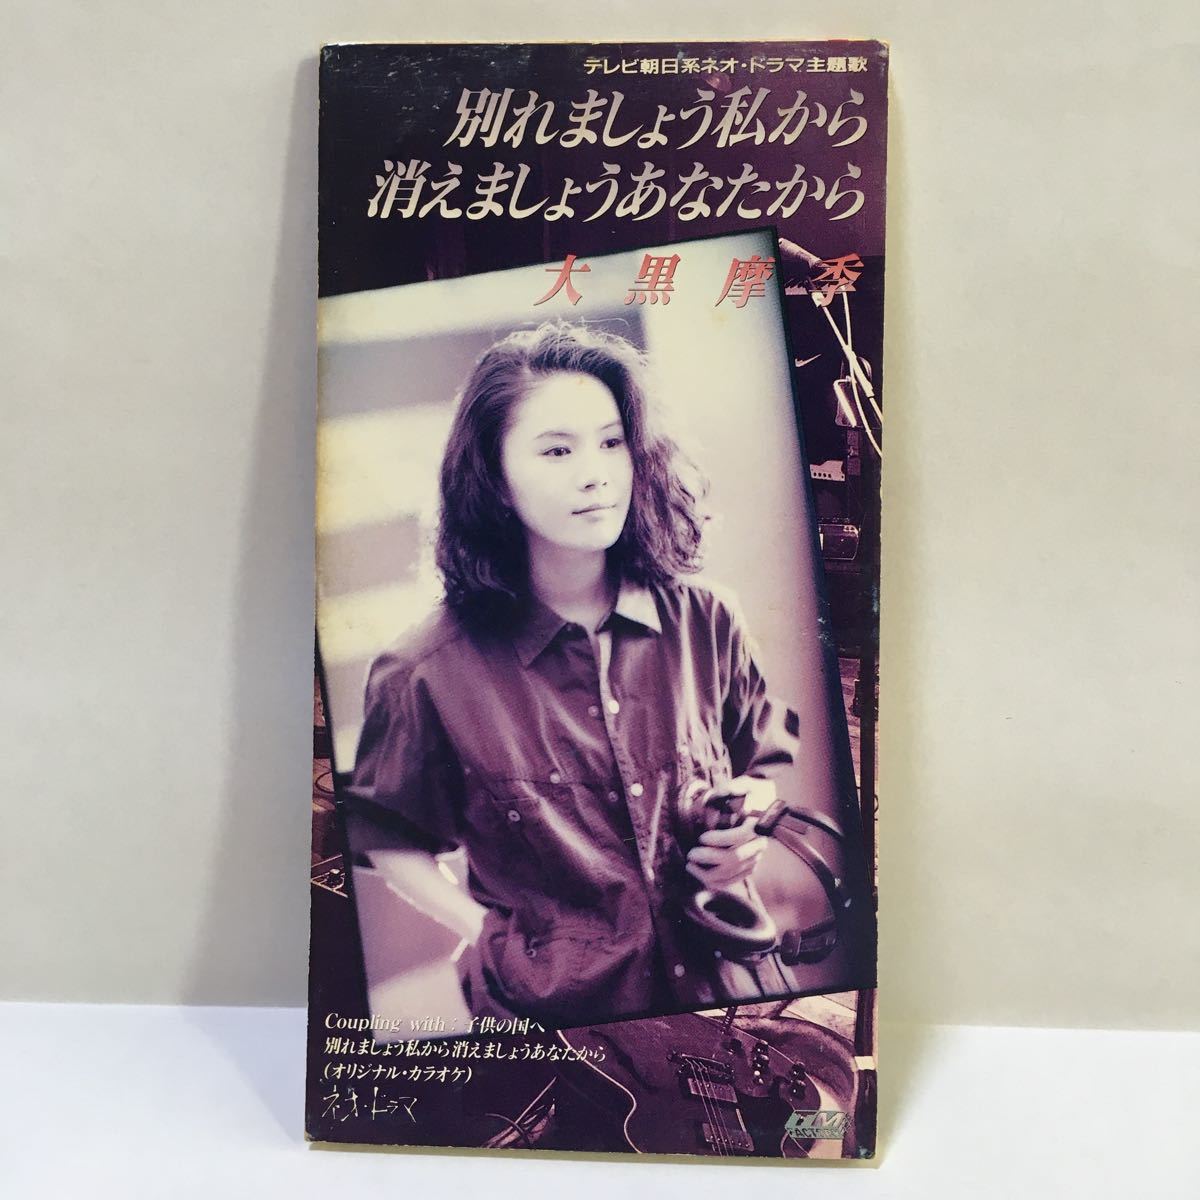 テレビ朝日系ネオ・ドラマ主題歌
別れましょう私から
消えましょうあなたから
大黒摩季
Coupling with : 子供の国へ
別れましょう私から消えましょうあなたから
(オリジナル・カラオケ)
ネオ・ドラマ
TM
FACTORY